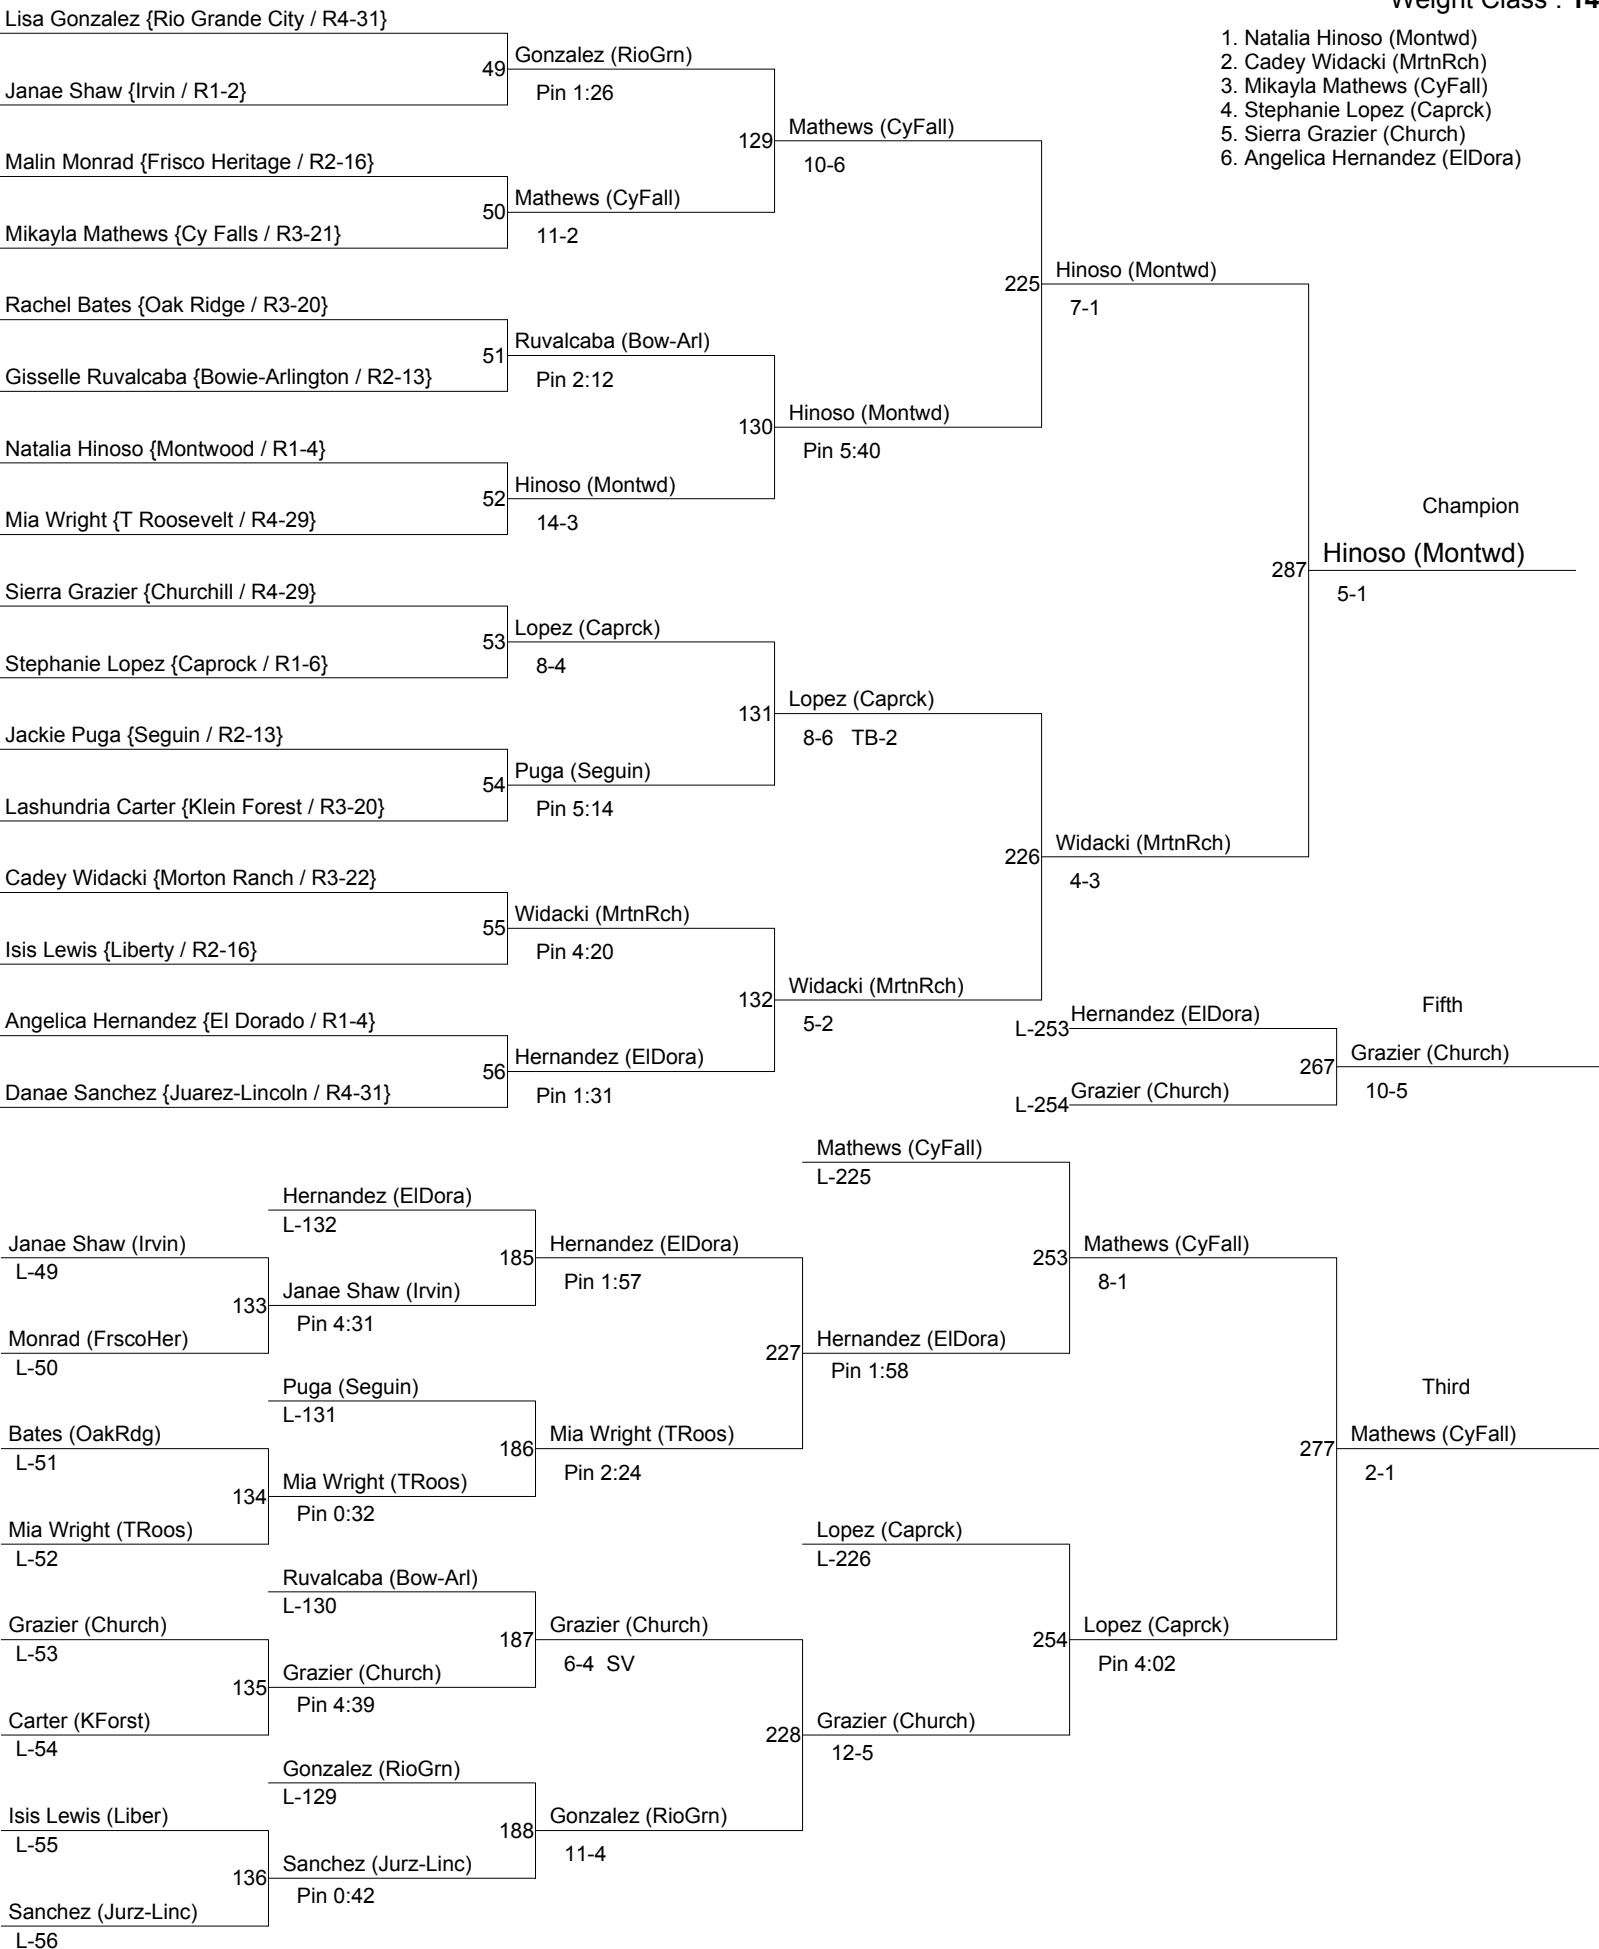 Weight Class : 14
1. Natalia Hinoso (Montwd)
2. Cadey Widacki (MrtnRch)
3. Mikayla Mathews (CyFall)
4. Stephanie Lopez (Caprck)
5. Sierra Grazier (Church)
6. Angelica Hernandez (ElDora)
Lisa Gonzalez {Rio Grande City / R4-31}
49
Gonzalez (RioGrn)
Pin 1:26
Janae Shaw {Irvin / R1-2}
129
Mathews (CyFall)
10-6
Malin Monrad {Frisco Heritage / R2-16}
50
Mathews (CyFall)
11-2
Mikayla Mathews {Cy Falls / R3-21}
225
Hinoso (Montwd)
7-1
Rachel Bates {Oak Ridge / R3-20}
51
Ruvalcaba (Bow-Arl)
Pin 2:12
Gisselle Ruvalcaba {Bowie-Arlington / R2-13}
130
Hinoso (Montwd)
Pin 5:40
Natalia Hinoso {Montwood / R1-4}
52
Hinoso (Montwd)
14-3
Mia Wright {T Roosevelt / R4-29}
Champion
287
Hinoso (Montwd)
5-1
Sierra Grazier {Churchill / R4-29}
53
Lopez (Caprck)
8-4
Stephanie Lopez {Caprock / R1-6}
131
Lopez (Caprck)
8-6 TB-2
Jackie Puga {Seguin / R2-13}
54
Puga (Seguin)
Pin 5:14
Lashundria Carter {Klein Forest / R3-20}
226
Widacki (MrtnRch)
4-3
Cadey Widacki {Morton Ranch / R3-22}
55
Widacki (MrtnRch)
Pin 4:20
Isis Lewis {Liberty / R2-16}
132
Widacki (MrtnRch)
5-2
Angelica Hernandez {El Dorado / R1-4}
56
Hernandez (ElDora)
Pin 1:31
Danae Sanchez {Juarez-Lincoln / R4-31}
Fifth
L-253
Hernandez (ElDora)
267
Grazier (Church)
10-5
L-254
Grazier (Church)
Mathews (CyFall)
L-225
Hernandez (ElDora)
L-132
Janae Shaw (Irvin)
L-49
185
Hernandez (ElDora)
Pin 1:57
253
Mathews (CyFall)
8-1
133
Janae Shaw (Irvin)
Pin 4:31
Monrad (FrscoHer)
L-50
227
Hernandez (ElDora)
Pin 1:58
Puga (Seguin)
L-131
Third
Bates (OakRdg)
L-51
186
Mia Wright (TRoos)
Pin 2:24
277
Mathews (CyFall)
2-1
134
Mia Wright (TRoos)
Pin 0:32
Mia Wright (TRoos)
L-52
Lopez (Caprck)
L-226
Ruvalcaba (Bow-Arl)
L-130
Grazier (Church)
L-53
187
Grazier (Church)
6-4 SV
254
Lopez (Caprck)
Pin 4:02
135
Grazier (Church)
Pin 4:39
Carter (KForst)
L-54
228
Grazier (Church)
12-5
Gonzalez (RioGrn)
L-129
Isis Lewis (Liber)
L-55
188
Gonzalez (RioGrn)
11-4
136
Sanchez (Jurz-Linc)
Pin 0:42
Sanchez (Jurz-Linc)
L-56